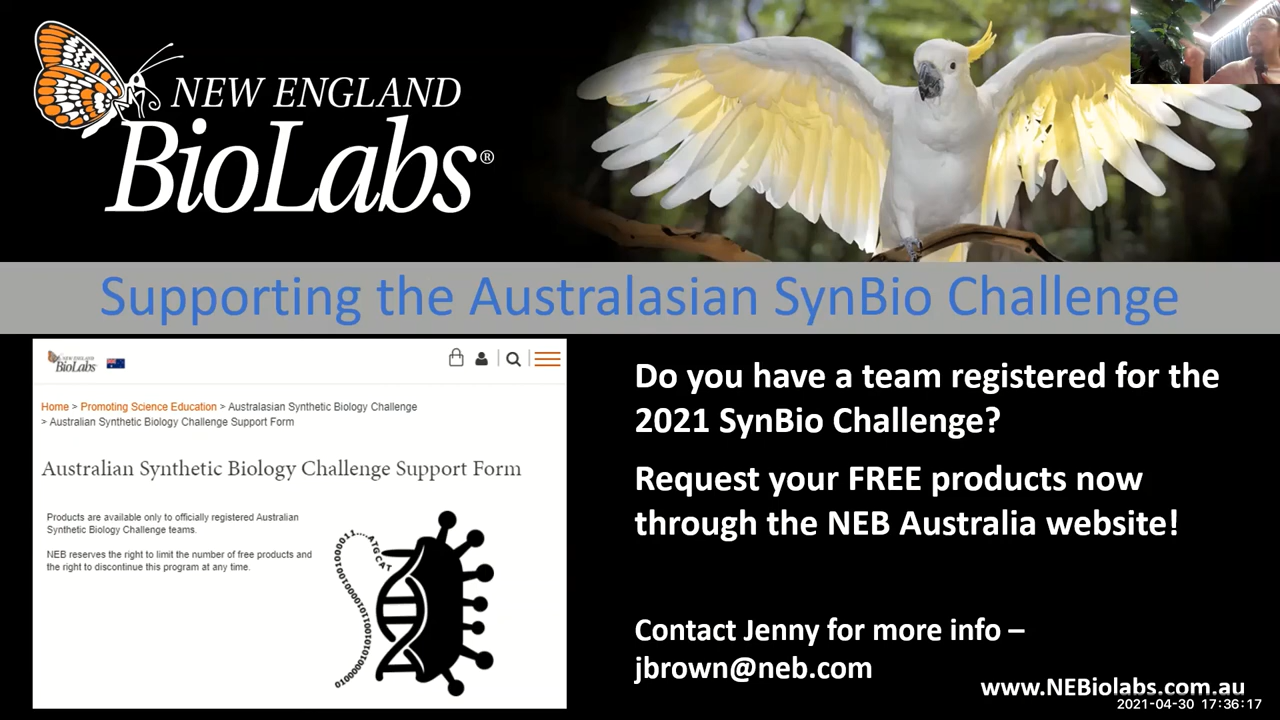 NEW ENGLAND
BioLabs®
Supporting the Australasian SynBio Challenge
NEW ENGLAND
BioLabs
Home > Promoting Science Education > Australasian Synthetic Biology Challenge
> Australian Synthetic Biology Challenge Support Form
Australian Synthetic Biology Challenge Support Form
Products are available only to officially registered Australian
Synthetic Biology Challenge teams.
NEB reserves the right to limit the number of free products and
the right to discontinue this program at any time.
Do you have a team registered for the
2021 SynBio Challenge?
Request your FREE products now
through the NEB Australia website!
Contact Jenny for more info –
jbrown@neb.com
www.NEBiolabs.com.au
2021-04-30 17:36:17